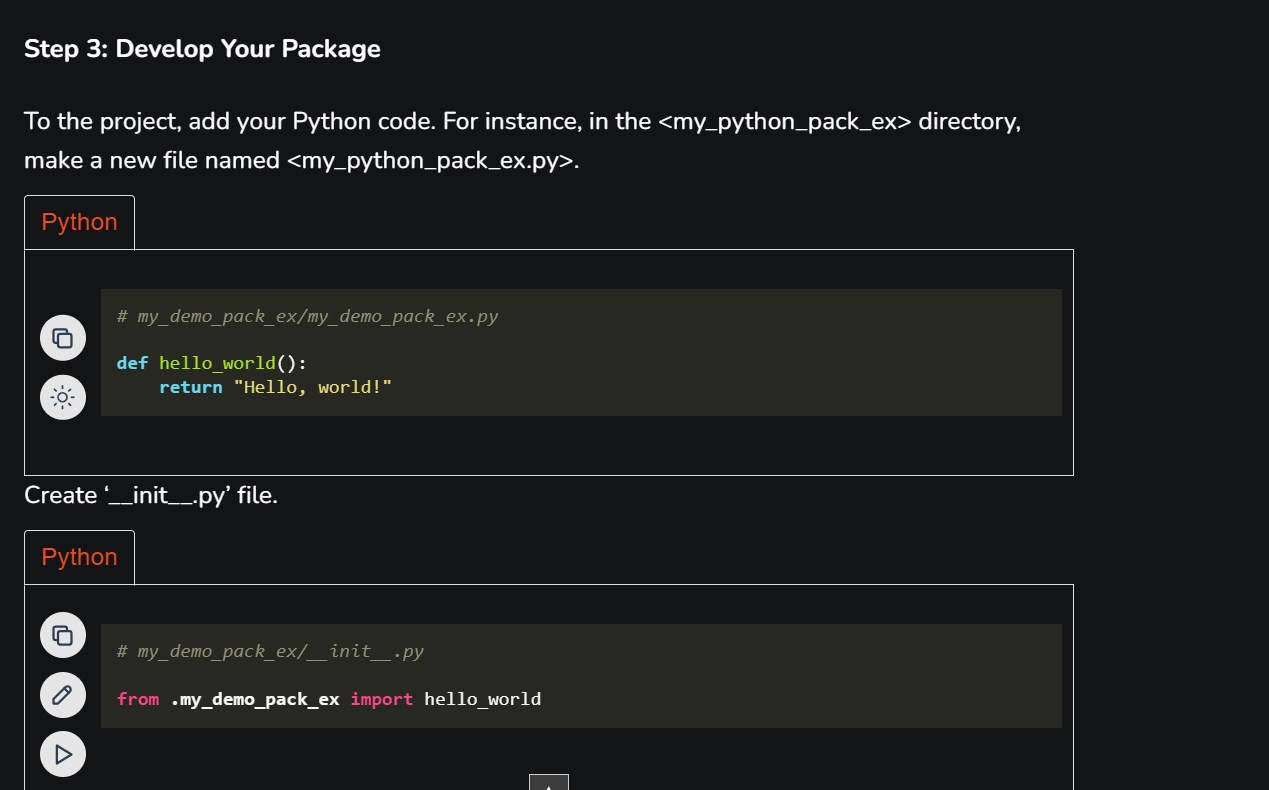 Step 3: Develop Your Package
To the project, add your Python code. For instance, in the <my_python_pack_ex> directory,
make a new file named <my_python_pack_ex.py>.
Python
# my_demo_pack_ex/my_demo_pack_ex.py
def hello_world():
    return "Hello, world!"
Create ‘__init__.py’ file.
Python
# my_demo_pack_ex/__init__.py
from .my_demo_pack_ex import hello_world